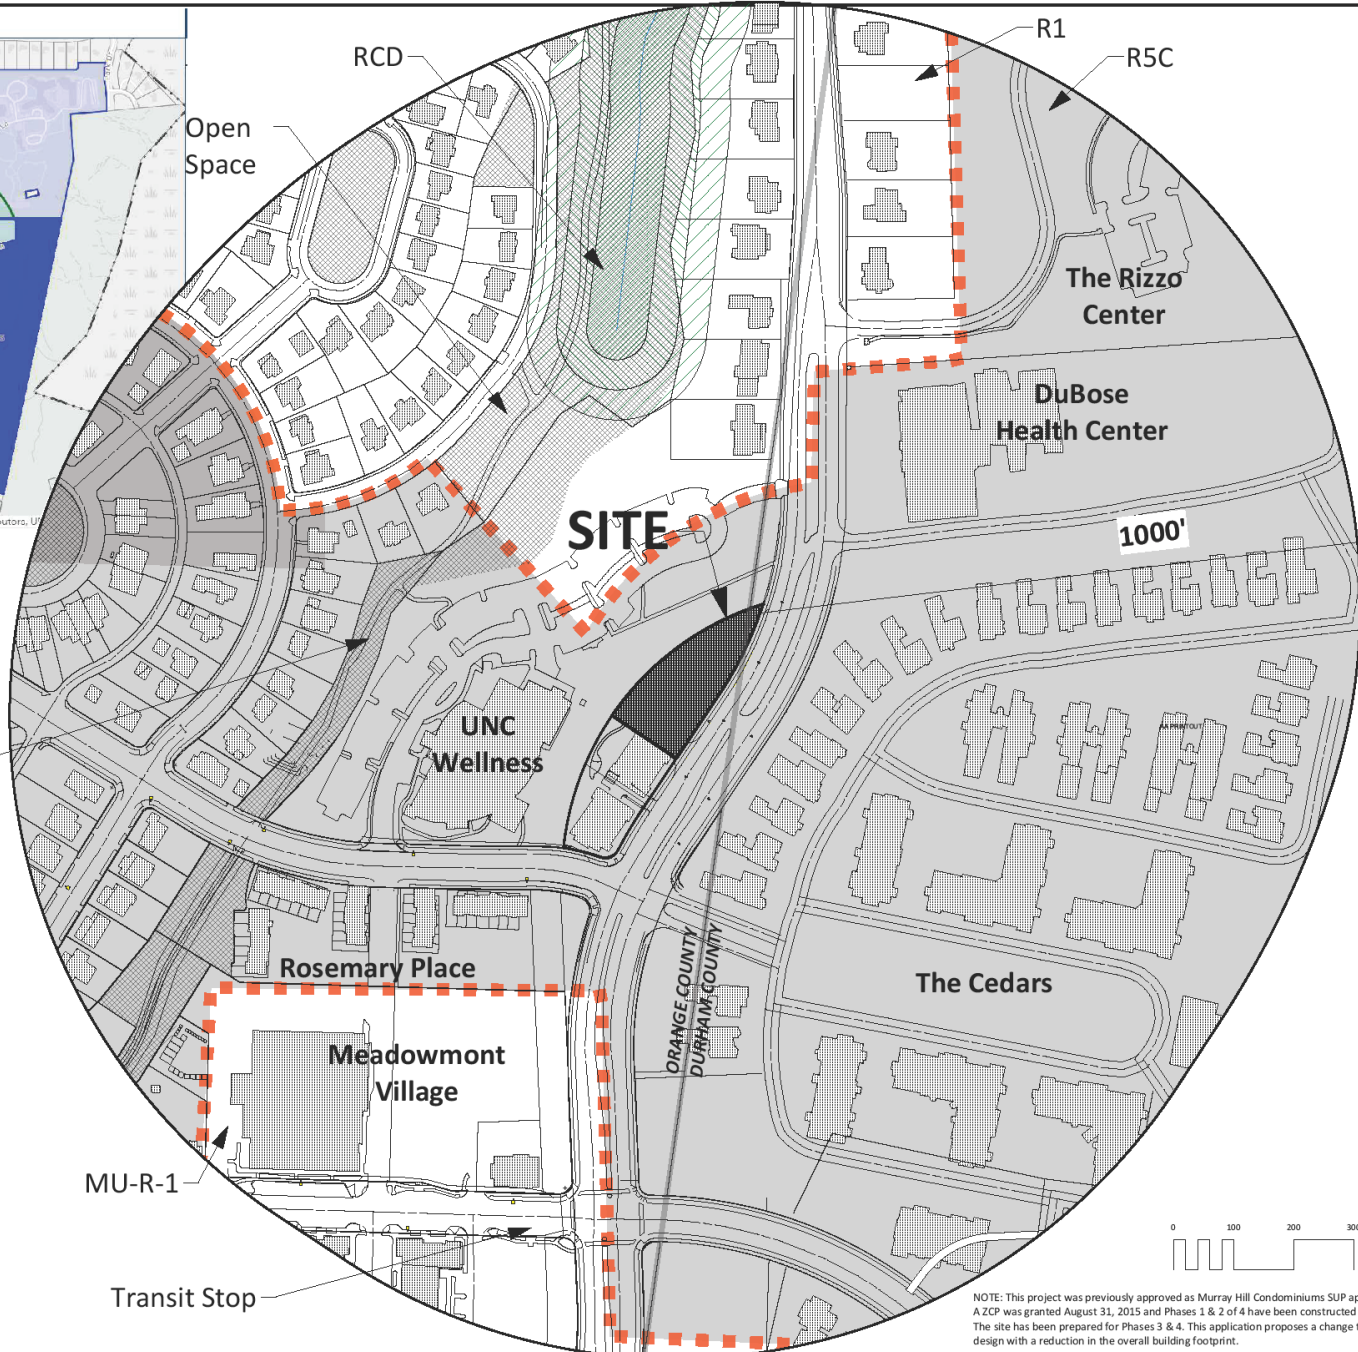 R1
RCD
R5C
Open
Space
The Rizzo
Center
DuBose
Health Center
SITE
1000'
UNC
Wellness
AA PRINTOUT
ORANGE COUNTY
DURHAM COUNTY
Rosemary Place
The Cedars
Meadowmont
Village
MU-R-1
Transit Stop
0 100 200 300
NOTE: This project was previously approved as Murray Hill Condominiums SUP ap
A ZCP was granted August 31, 2015 and Phases 1 & 2 of 4 have been constructed
The site has been prepared for Phases 3 & 4. This application proposes a change t
design with a reduction in the overall building footprint.